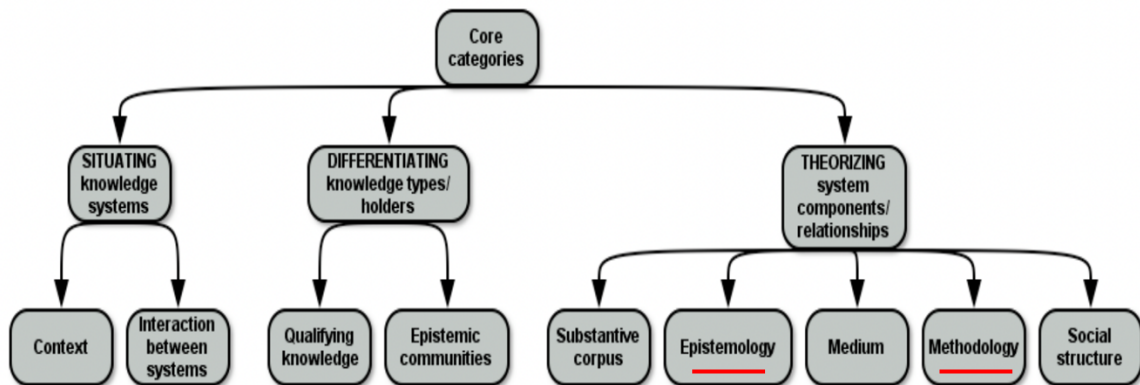 Core
categories
SITUATING
knowledge
systems
DIFFERENTIATING
knowledge types/
holders
THEORIZING
system
components/
relationships
Context
Interaction
between
systems
Qualifying
knowledge
Epistemic
communities
Substantive
corpus
Epistemology
Medium
Methodology
Social
structure